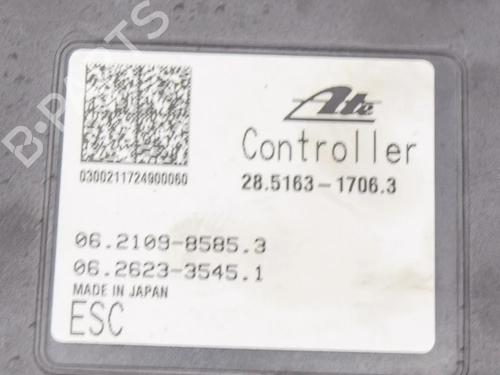 B-PARTS
Ate
Controller
0300211724900060
28.5163-1706.3
06.2109-8585.3
06.2623-3545.1
MADE IN JAPAN
ESC